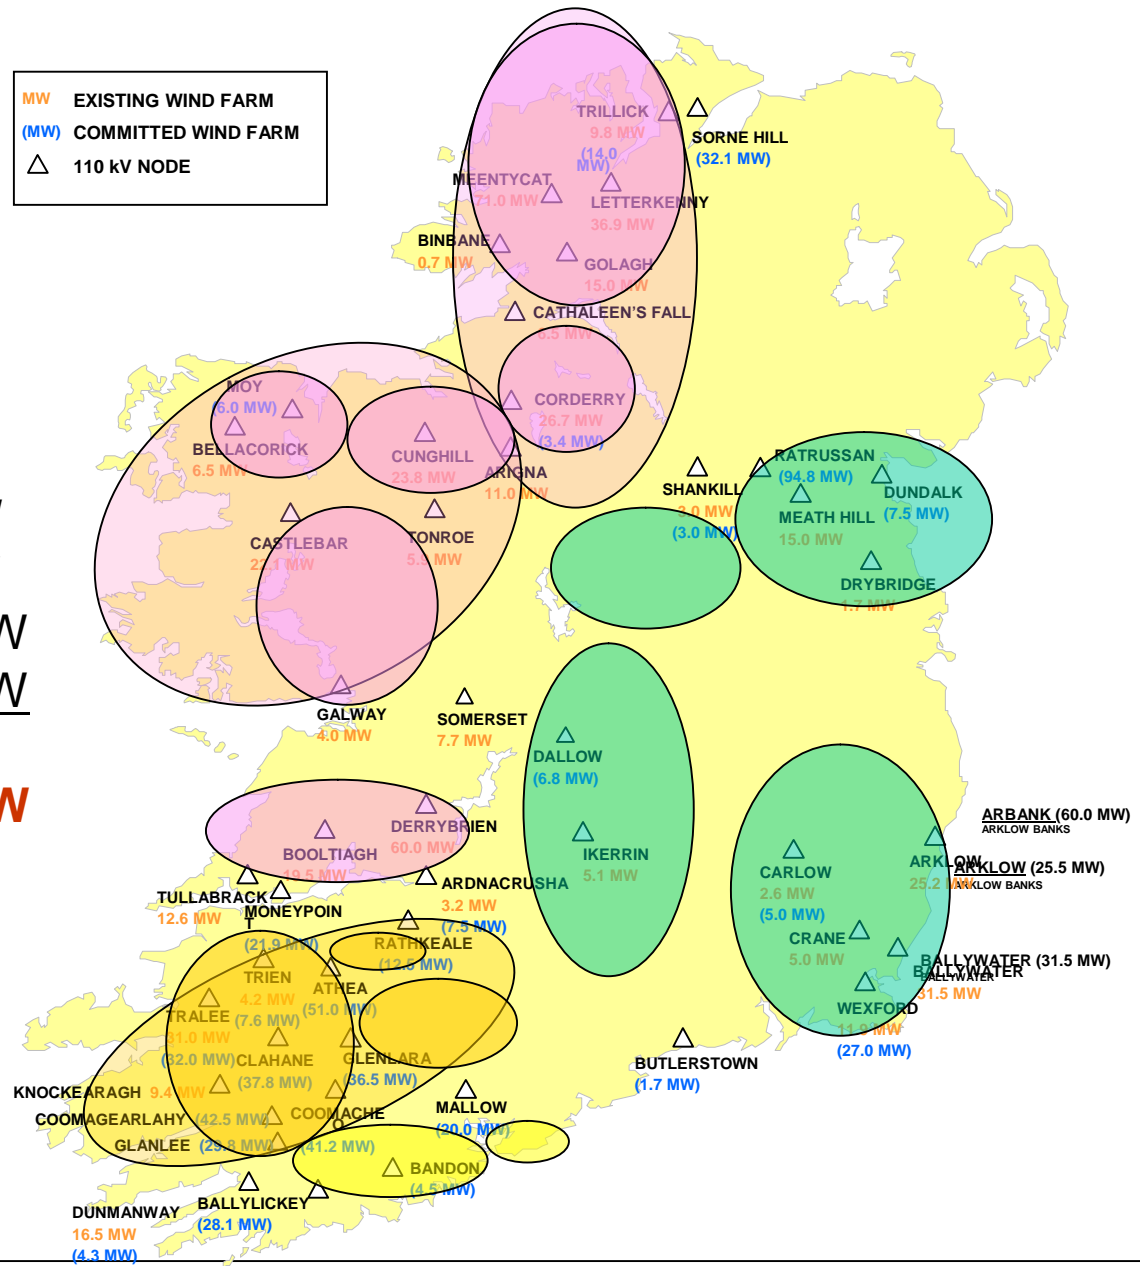 MW EXISTING WIND FARM
(MW) COMMITTED WIND FARM
110 kV NODE
TRILLICK
9.8 MW
(14.0
MW)
SORNE HILL
(32.1 MW)
MEENTYCAT
71.0 MW
LETTERKENNY
36.9 MW
BINBANE
0.7 MW
GOLAGH
15.0 MW
CATHALEEN'S FALL
MOY
(6.0 MW)
CORDERRY
26.7 MW
(3.4 MW)
BELLACORICK
6.5 MW
CUNGHILL
23.8 MW
ARIGNA
11.0 MW
RATRUSSAN
(94.8 MW)
SHANKILL
3.0 MW
(3.0 MW)
DUNDALK
(7.5 MW)
MEATH HILL
15.0 MW
W
CASTLEBAR
TONROE
DRYBRIDGE
1.7 MW
W
W
GALWAY
4.0 MW
SOMERSET
7.7 MW
DALLOW
(6.8 MW)
W
DERRYBRIEN
60.0 MW
BOOLTIAGH
19.5 MW
IKERRIN
5.1 MW
CARLOW
2.6 MW
(5.0 MW)
ARBANK (60.0 MW)
ARKLOW BANKS
ARKLOW
25.2 MW
ARKLOW (25.5 MW)
ARKLOW BANKS
TULLABRACK
12.6 MW
MONEYPOIN
T
(21.9 MW)
ARDNACRUSHA
3.2 MW
(7.5 MW)
RATHKEALE
(12.5 MW)
CRANE
5.0 MW
BALLYWATER (31.5 MW)
BALLYWATER
BALLYWATER
31.5 MW
TRIEN
4.2 MW
(7.6 MW)
ATHEA
(51.0 MW)
WEXFORD
11.9 MW
(27.0 MW)
TRALEE
31.0 MW
(32.0 MW)
CLAHANE
(37.8 MW)
GLENLARA
(36.5 MW)
BUTLERSTOWN
(1.7 MW)
KNOCKEARAGH 9.4 MW
COOMAGEARLAHY (42.5 MW)
COOMACHE
O
(41.2 MW)
MALLOW
(20.0 MW)
GLANLEE (29.8 MW)
BANDON
(4.5 MW)
DUNMANWAY
16.5 MW
(4.3 MW)
BALLYLICKEY
(28.1 MW)